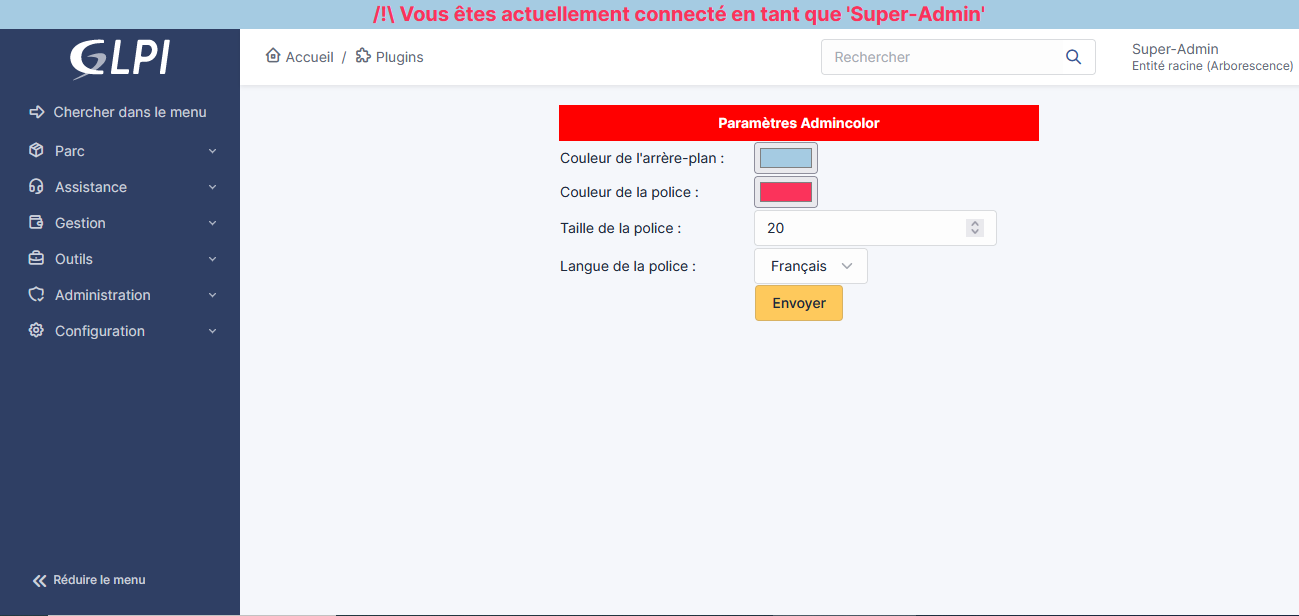 /!\ Vous êtes actuellement connecté en tant que 'Super-Admin'
GLPI
Accueil / Plugins
Rechercher
Super-Admin
Entité racine (Arborescence)
Chercher dans le menu
Parc
Assistance
Gestion
Outils
Administration
Configuration
Réduire le menu
Paramètres Admincolor
Couleur de l'arrère-plan :
Couleur de la police :
Taille de la police : 20
Langue de la police : Français
Envoyer